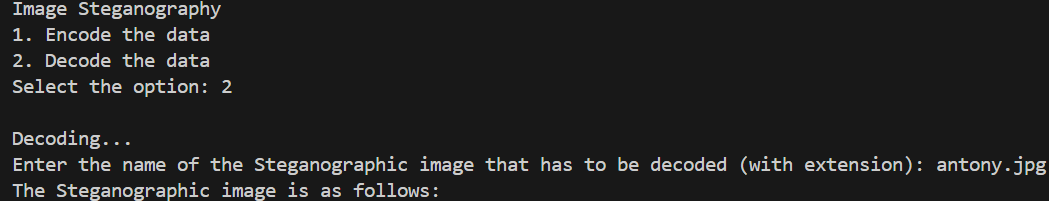 Image Steganography
1. Encode the data
2. Decode the data
Select the option: 2
Decoding...
Enter the name of the Steganographic image that has to be decoded (with extension): antony.jpg
The Steganographic image is as follows: